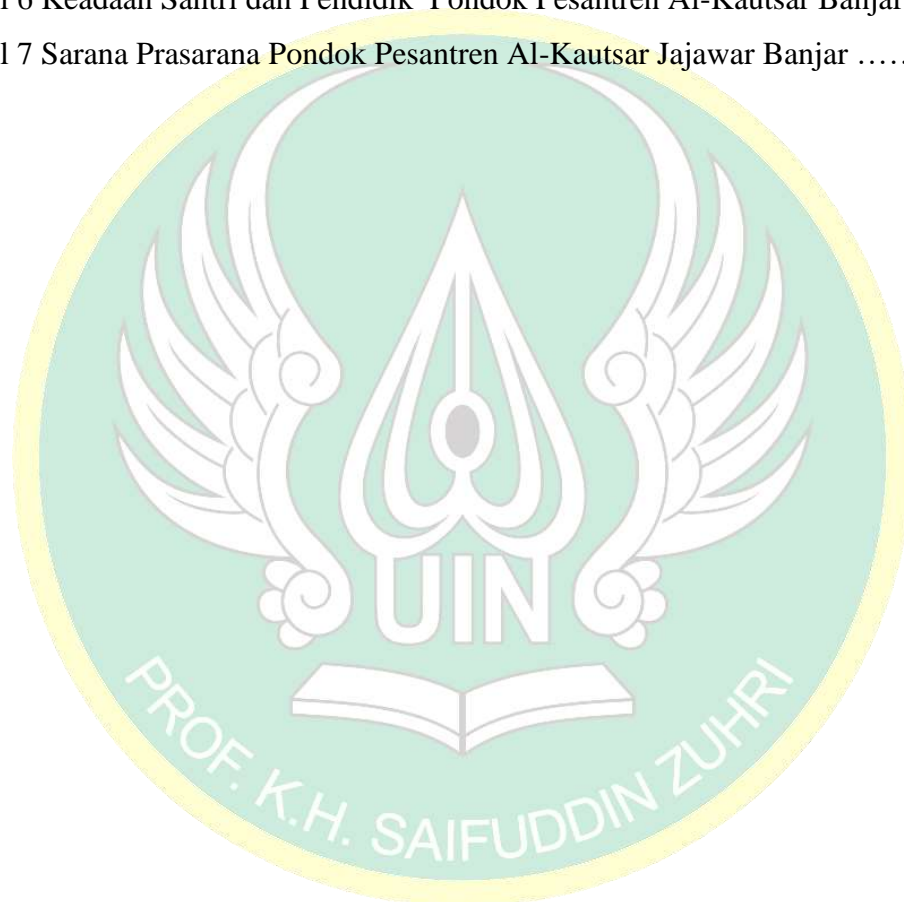 l 6 Keadaan Santri dan Pendidik Pondok Pesantren Al-Kautsar Banjar
l 7 Sarana Prasarana Pondok Pesantren Al-Kautsar Jajawar Banjar ……
UIN
PROF. K.H. SAIFUDDIN ZUHRI